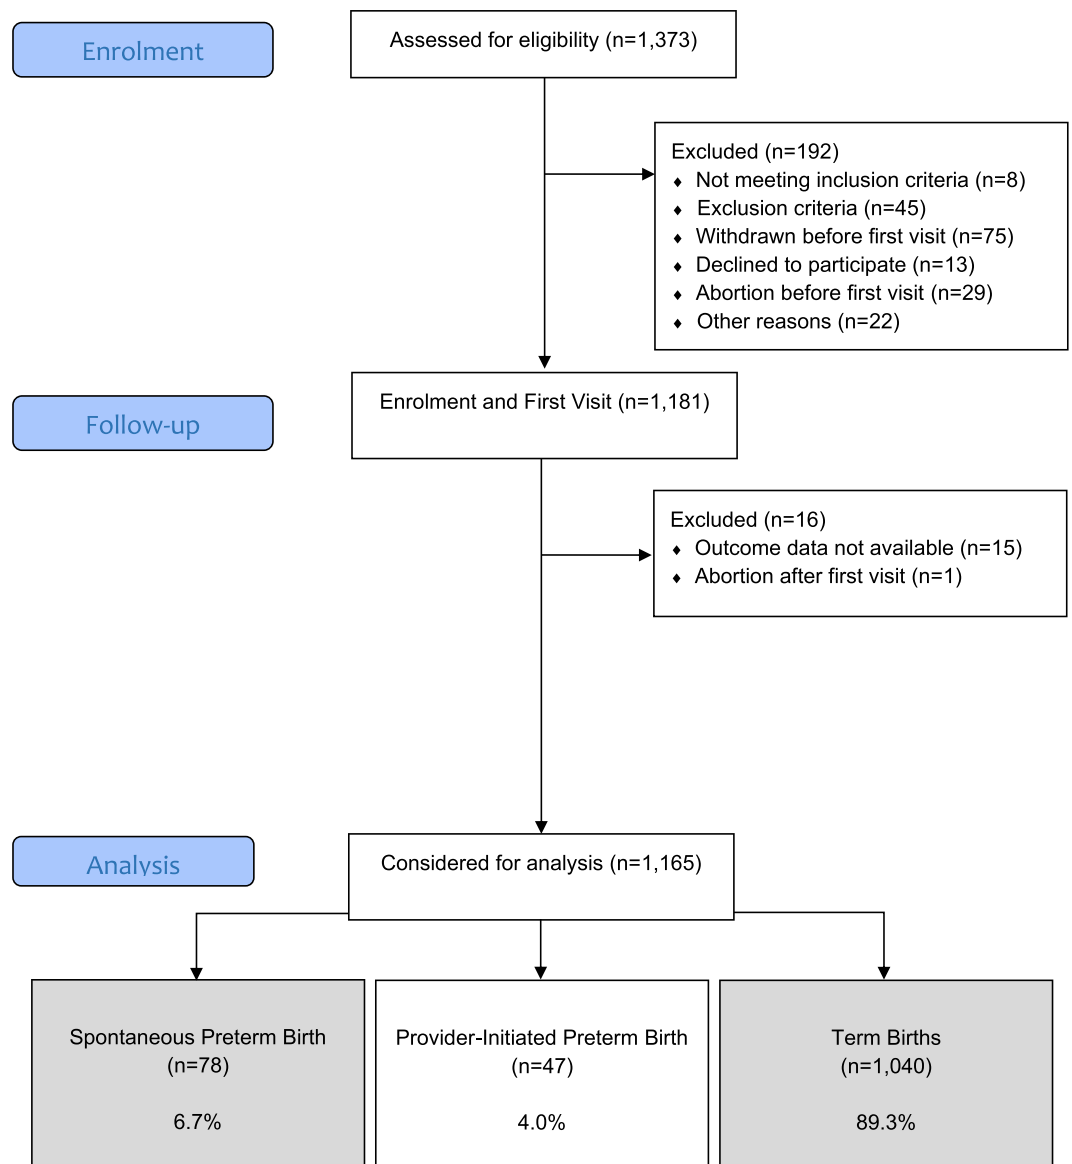 Enrolment
Assessed for eligibility (n=1,373)
Excluded (n=192)
♦ Not meeting inclusion criteria (n=8)
♦ Exclusion criteria (n=45)
♦ Withdrawn before first visit (n=75)
♦ Declined to participate (n=13)
♦ Abortion before first visit (n=29)
♦ Other reasons (n=22)
Enrolment and First Visit (n=1,181)
Follow-up
Excluded (n=16)
♦ Outcome data not available (n=15)
♦ Abortion after first visit (n=1)
Analysis
Considered for analysis (n=1,165)
Spontaneous Preterm Birth
(n=78)
6.7%
Provider-Initiated Preterm Birth
(n=47)
4.0%
Term Births
(n=1,040)
89.3%